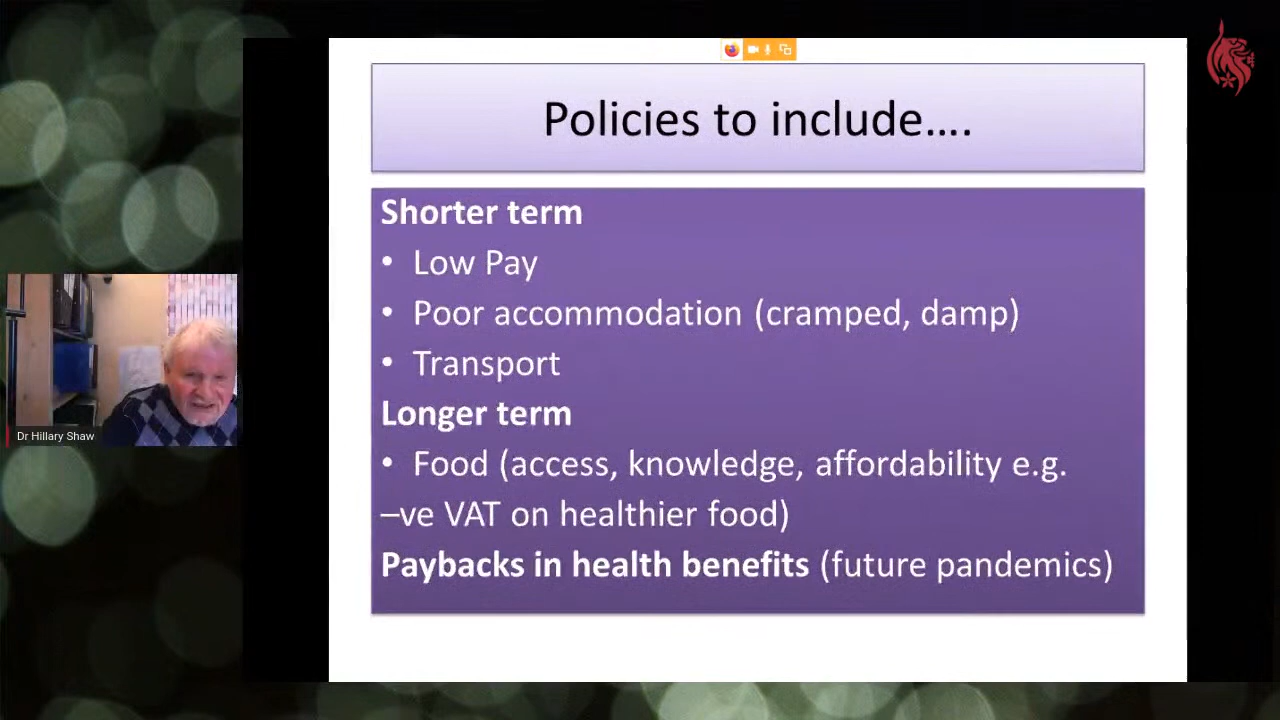 Policies to include....
Shorter term
• Low Pay
• Poor accommodation (cramped, damp)
• Transport
Longer term
• Food (access, knowledge, affordability e.g.
–ve VAT on healthier food)
Paybacks in health benefits (future pandemics)
Dr Hillary Shaw